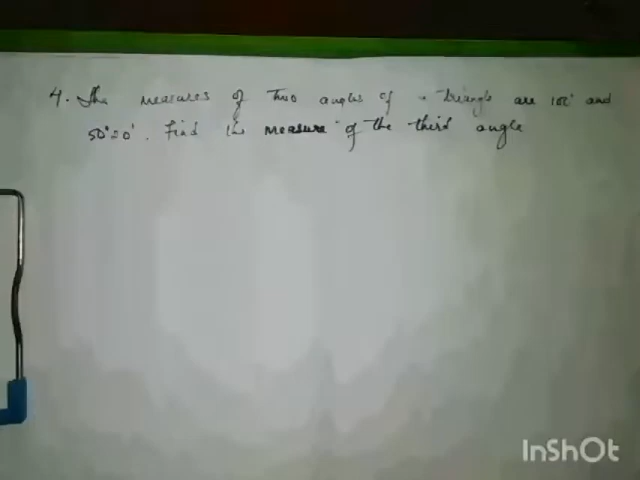 4. The measures of two angles of a Triangle are 100° and
50°20'. Find the measure of the third angle
InShOt